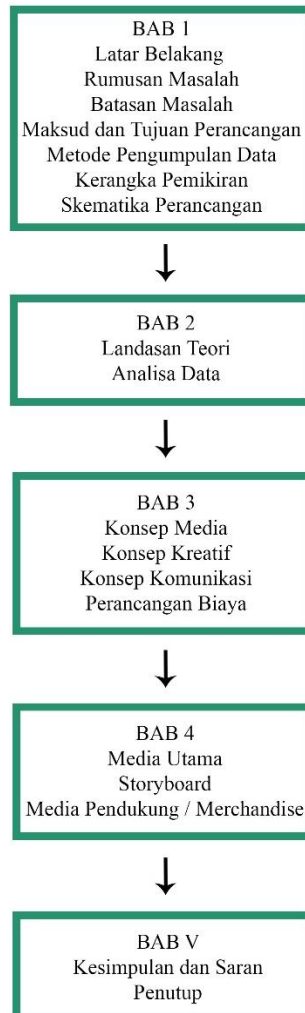 BAB 1
Latar Belakang
Rumusan Masalah
Batasan Masalah
Maksud dan Tujuan Perancangan
Metode Pengumpulan Data
Kerangka Pemikiran
Skematika Perancangan
BAB 2
Landasan Teori
Analisa Data
BAB 3
Konsep Media
Konsep Kreatif
Konsep Komunikasi
Perancangan Biaya
BAB 4
Media Utama
Storyboard
Media Pendukung / Merchandise
BAB V
Kesimpulan dan Saran
Penutup